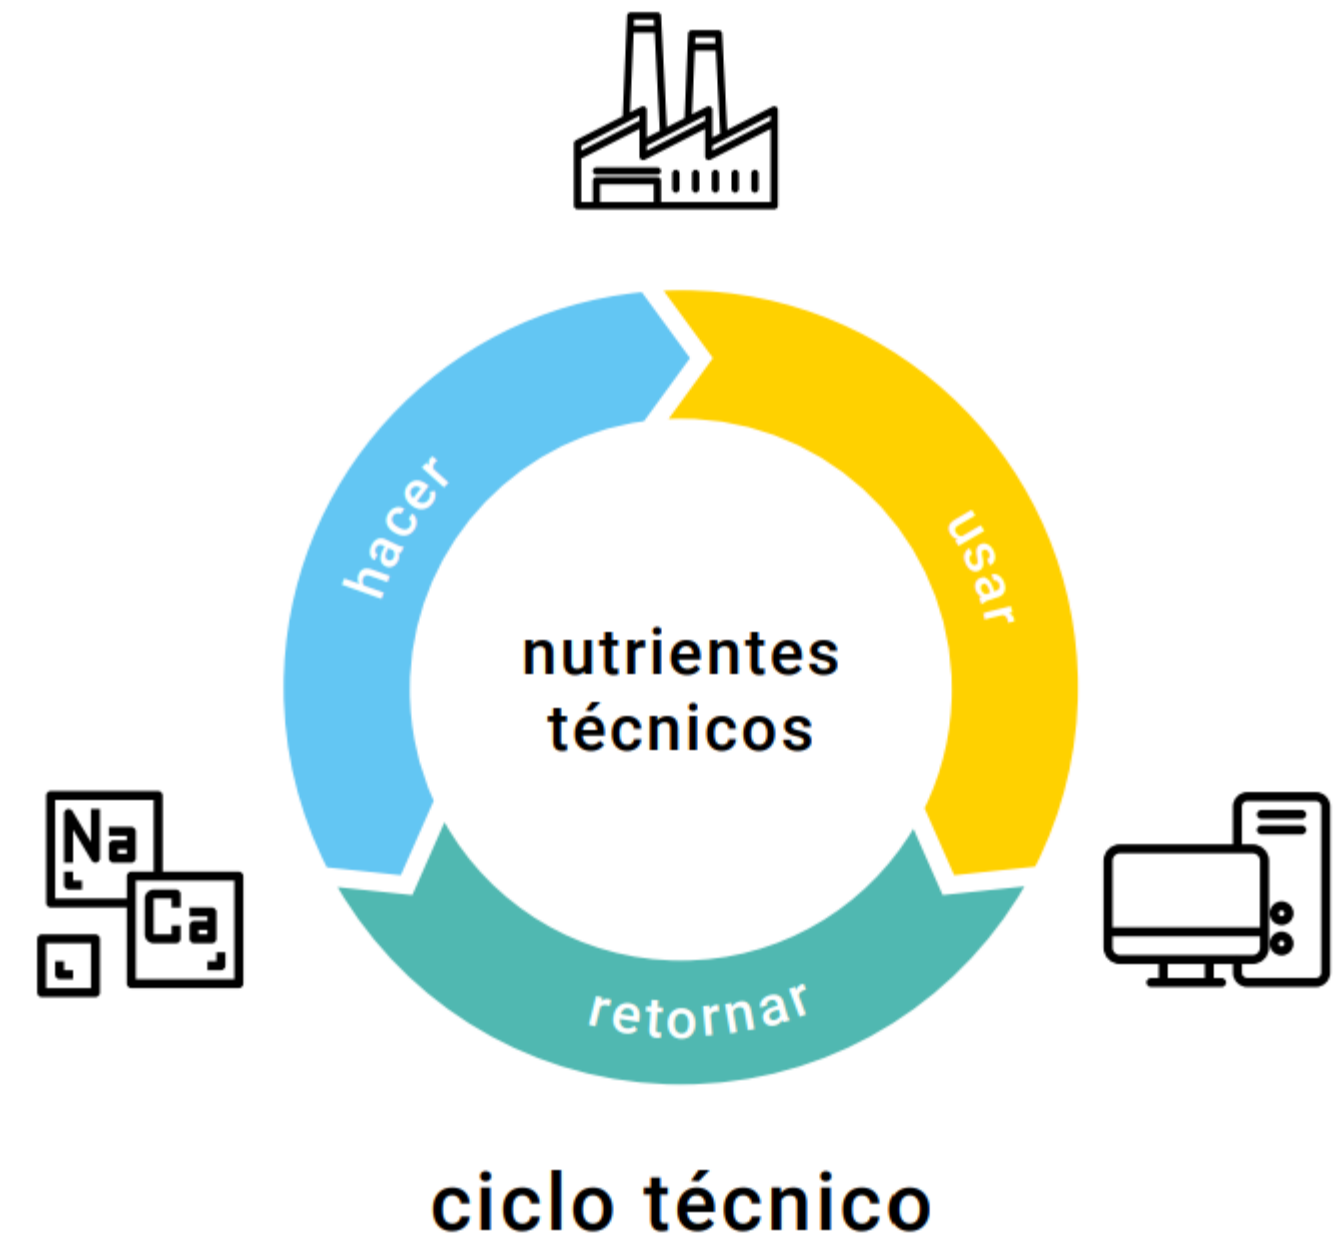 hacer
usar
nutrientes
técnicos
Na
Ca
retornar
ciclo técnico